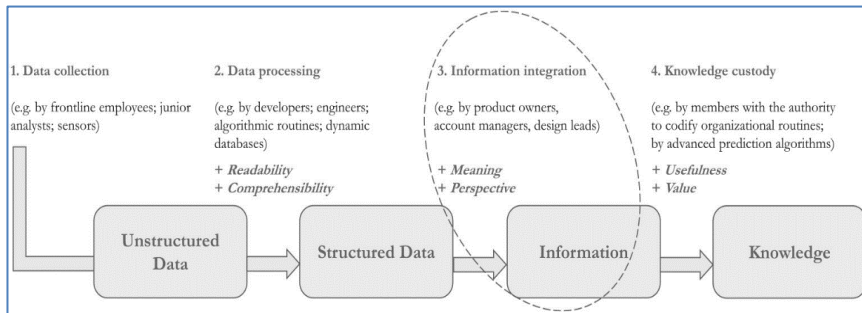 1. Data collection
(e.g. by frontline employees; junior
analysts; sensors)
2. Data processing
(e.g. by developers; engineers;
algorithmic routines; dynamic
databases)
+ Readability
+ Comprehensibility
3. Information integration
(e.g. by product owners,
account managers, design leads)
+ Meaning
+ Perspective
4. Knowledge custody
(e.g. by members with the authority
to codify organizational routines;
by advanced prediction algorithms)
+ Usefulness
+ Value
Unstructured
Data
Structured Data
Information
Knowledge